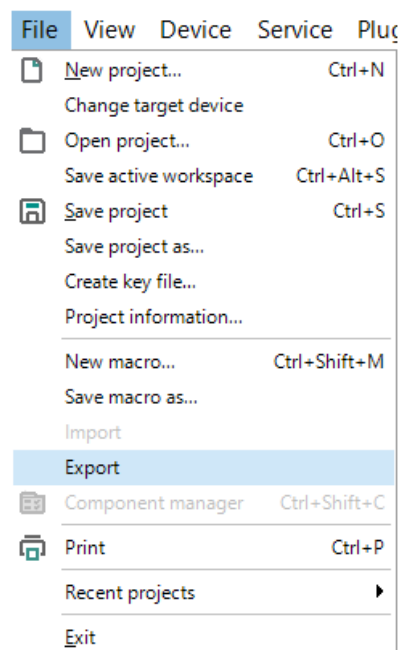 File View Device Service Plug
New project... Ctrl+N
Change target device
Open project... Ctrl+O
Save active workspace Ctrl+Alt+S
Save project Ctrl+S
Save project as...
Create key file...
Project information...
New macro... Ctrl+Shift+M
Save macro as...
Import
Export
Component manager Ctrl+Shift+C
Print Ctrl+P
Recent projects
Exit